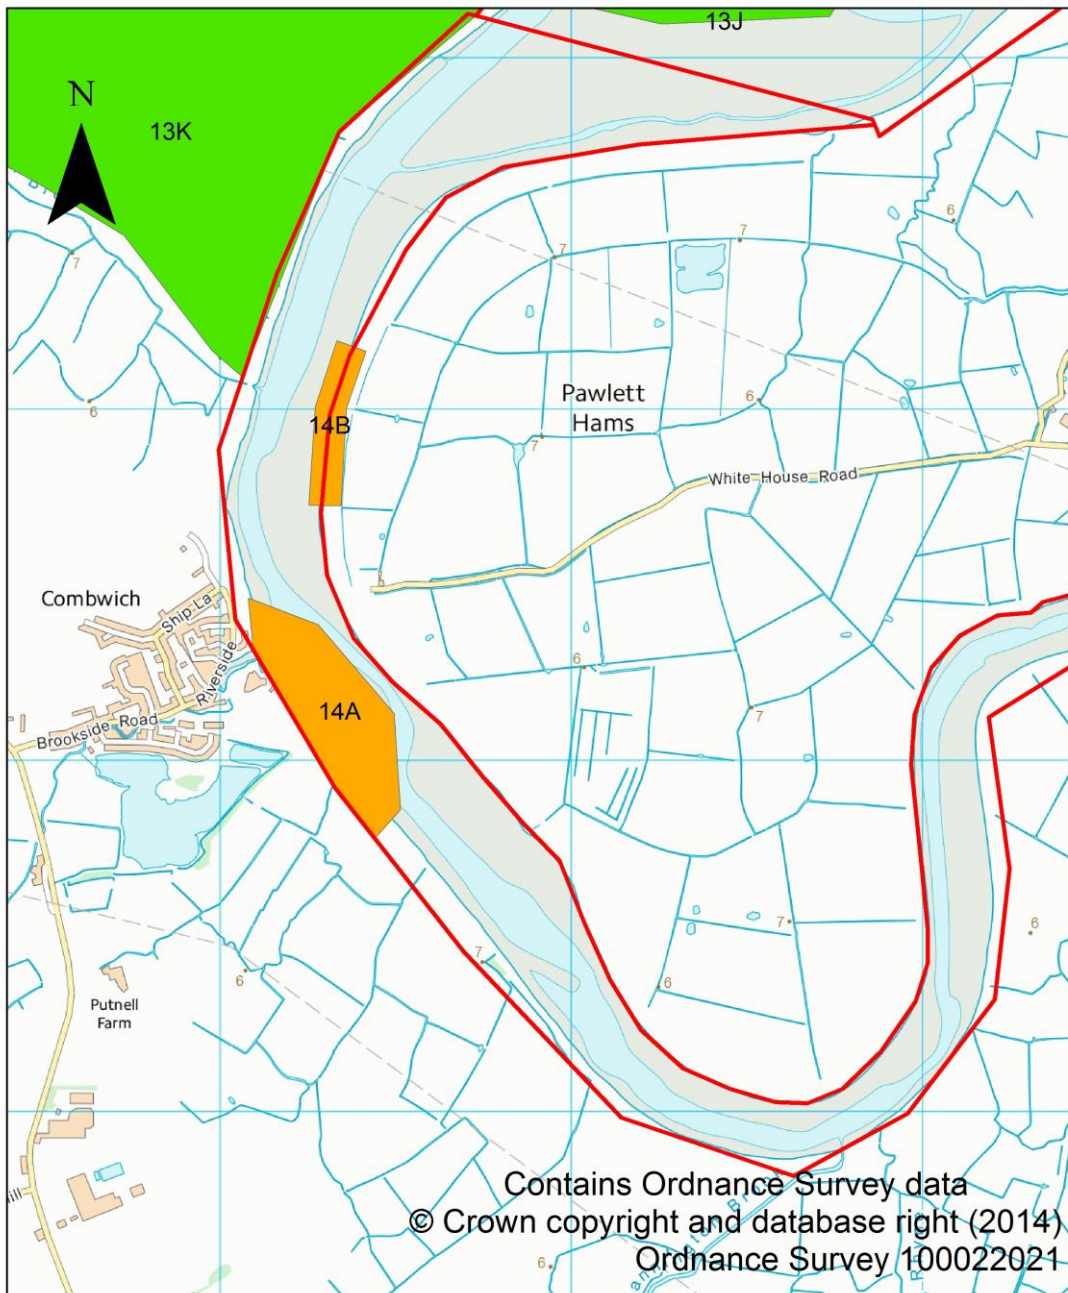 13J
N
13K
7
6
7
7
6
Pawlett
Hams
6
14B
7
White House Road
Combwich
Ship La
Riverside
6
14A
7
Brookside Road
7
6
7
6
6
Putnell
Farm
Contains Ordnance Survey data
© Crown copyright and database right (2014)
Ordnance Survey 100022021
6